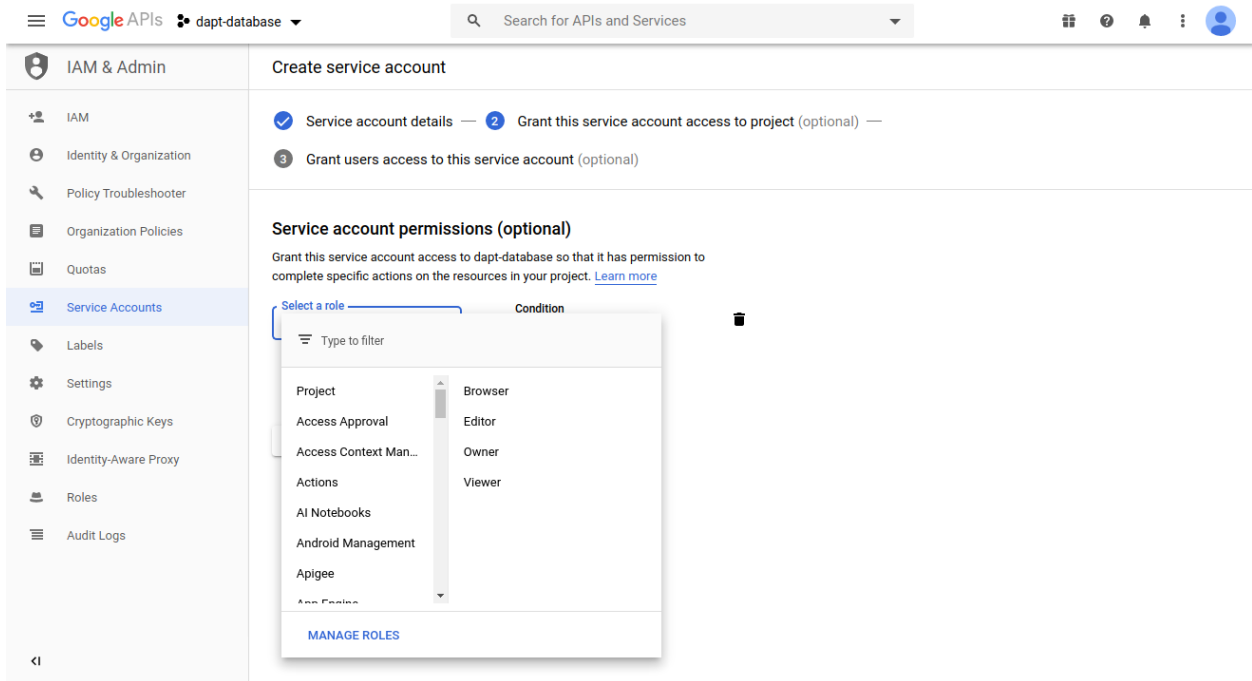 Google APIs
dapt-database
Search for APIs and Services
IAM & Admin
Create service account
IAM
Identity & Organization
Policy Troubleshooter
Organization Policies
Quotas
Service Accounts
Labels
Settings
Cryptographic Keys
Identity-Aware Proxy
Roles
Audit Logs
Service account details
2 Grant this service account access to project (optional)
3 Grant users access to this service account (optional)
Service account permissions (optional)
Grant this service account access to dapt-database so that it has permission to
complete specific actions on the resources in your project. Learn more
Select a role
Condition
Type to filter
Project
Access Approval
Access Context Man...
Actions
AI Notebooks
Android Management
Apigee
App Engine
Browser
Editor
Owner
Viewer
MANAGE ROLES